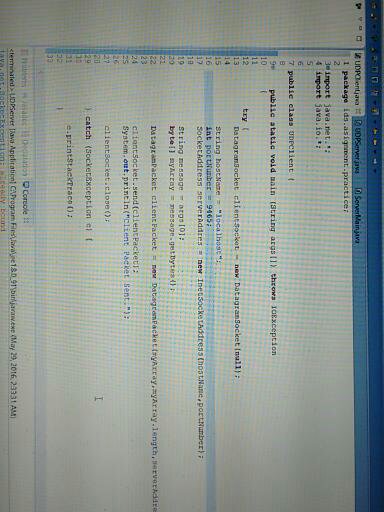 UDPClient.java UDPServer.java ServerMain.java
1 package ids.assigment.practice;
2
3 import java.net.*;
4 import java.io.*;
5
6
7 public class UDPClient {
8
9 public static void main (String args[]) throws IOException
10 {
11
12 try {
13 DatagramSocket clientSocket = new DatagramSocket(null);
14
15 String hostName = "localhost";
16 int portNumber = 9465;
17 SocketAddress serverAddres = new InetSocketAddress(hostName,portNumber);
18
19 String message = args[0];
20 byte[] myArray = message.getBytes();
21
22 DatagramPacket clientPacket = new DatagramPacket(myArray,myArray.length,serverAddre
23
24 clientSocket.send(clientPacket);
25 System.out.println("Client Packet Sent.");
26
27 clientSocket.close();
28
29 } catch (SocketException e) {
30
31 e.printStackTrace();
32 }
33
Problems Javadoc Declaration Console
<terminated> UDPServer [Java Application] C:\Program Files\Java\jre1.8.0_91\bin\javaw.exe (May 29, 2016, 2:33:31 AM)